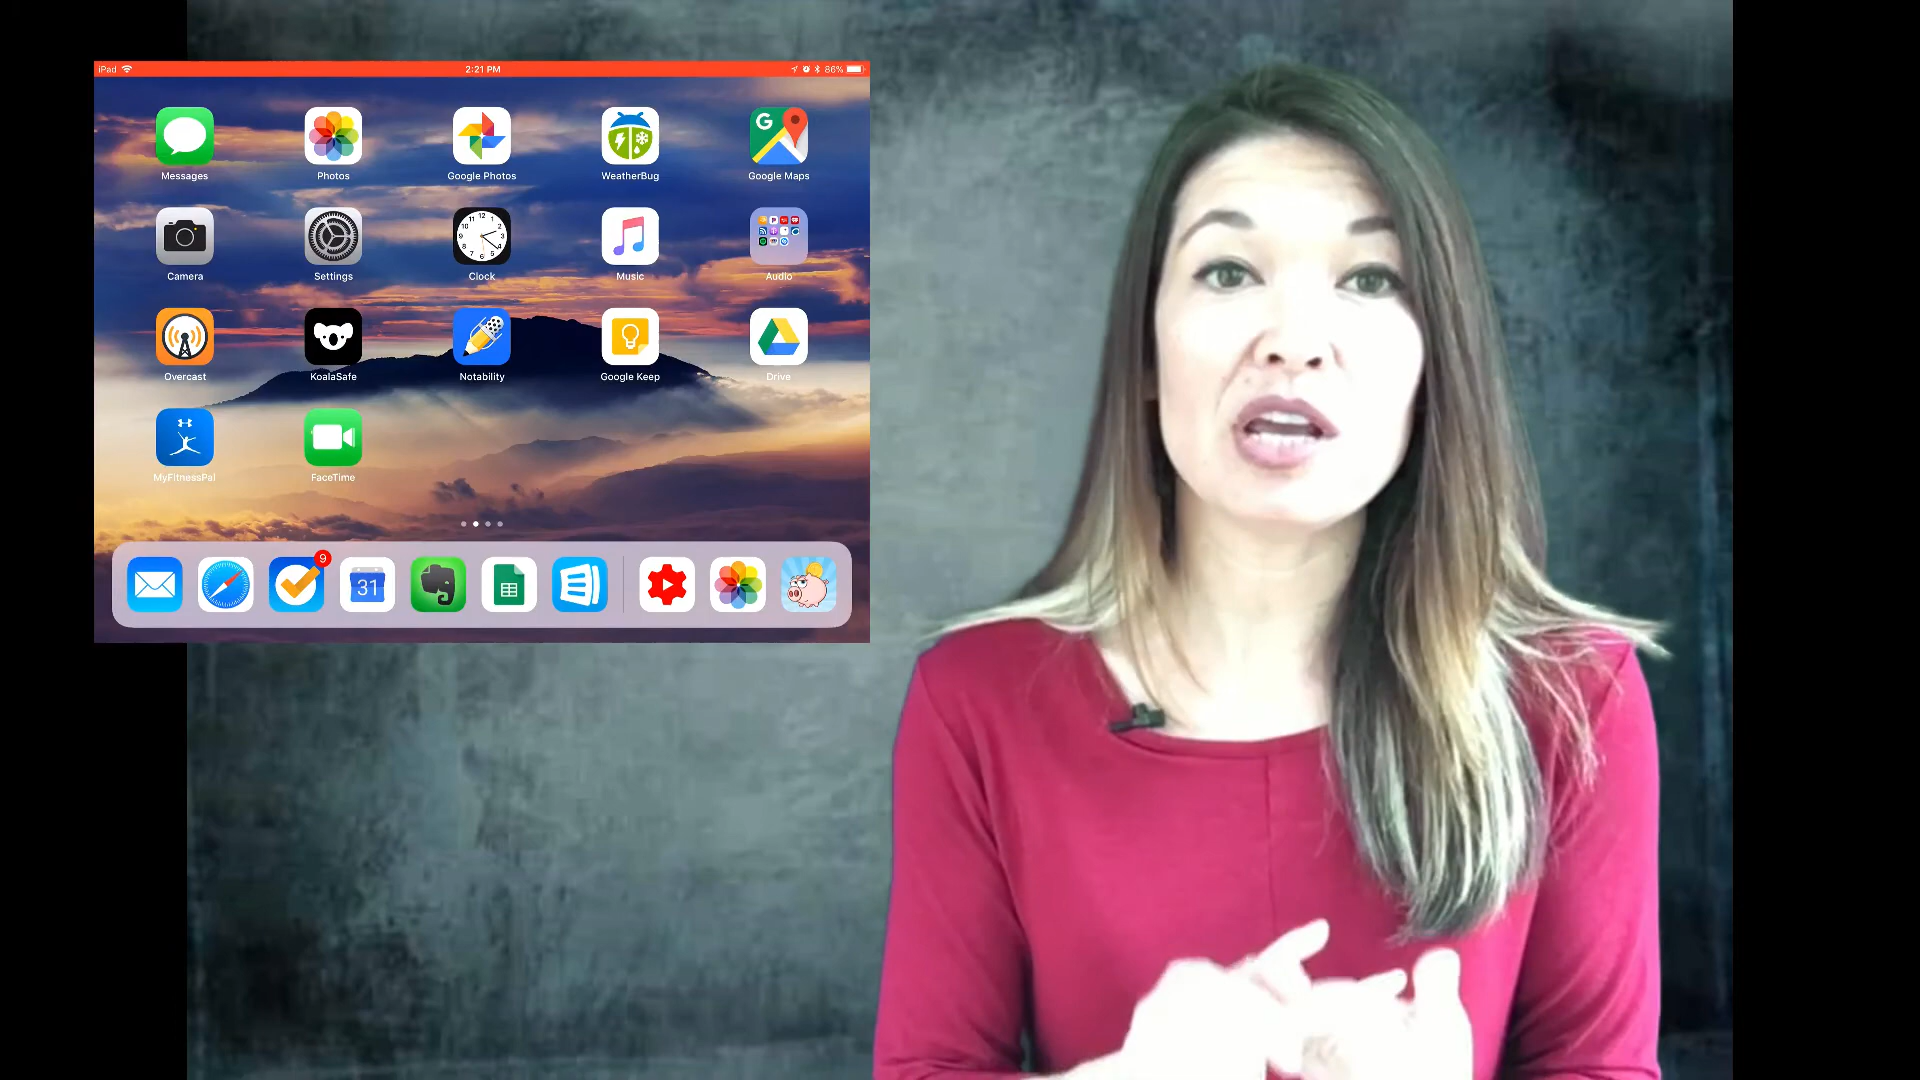 iPad 2:21 PM 86%
Messages Photos Google Photos WeatherBug Google Maps
Camera Settings Clock Music Audio
Overcast KoalaSafe Notability Google Keep Drive
MyFitnessPal FaceTime
9
31